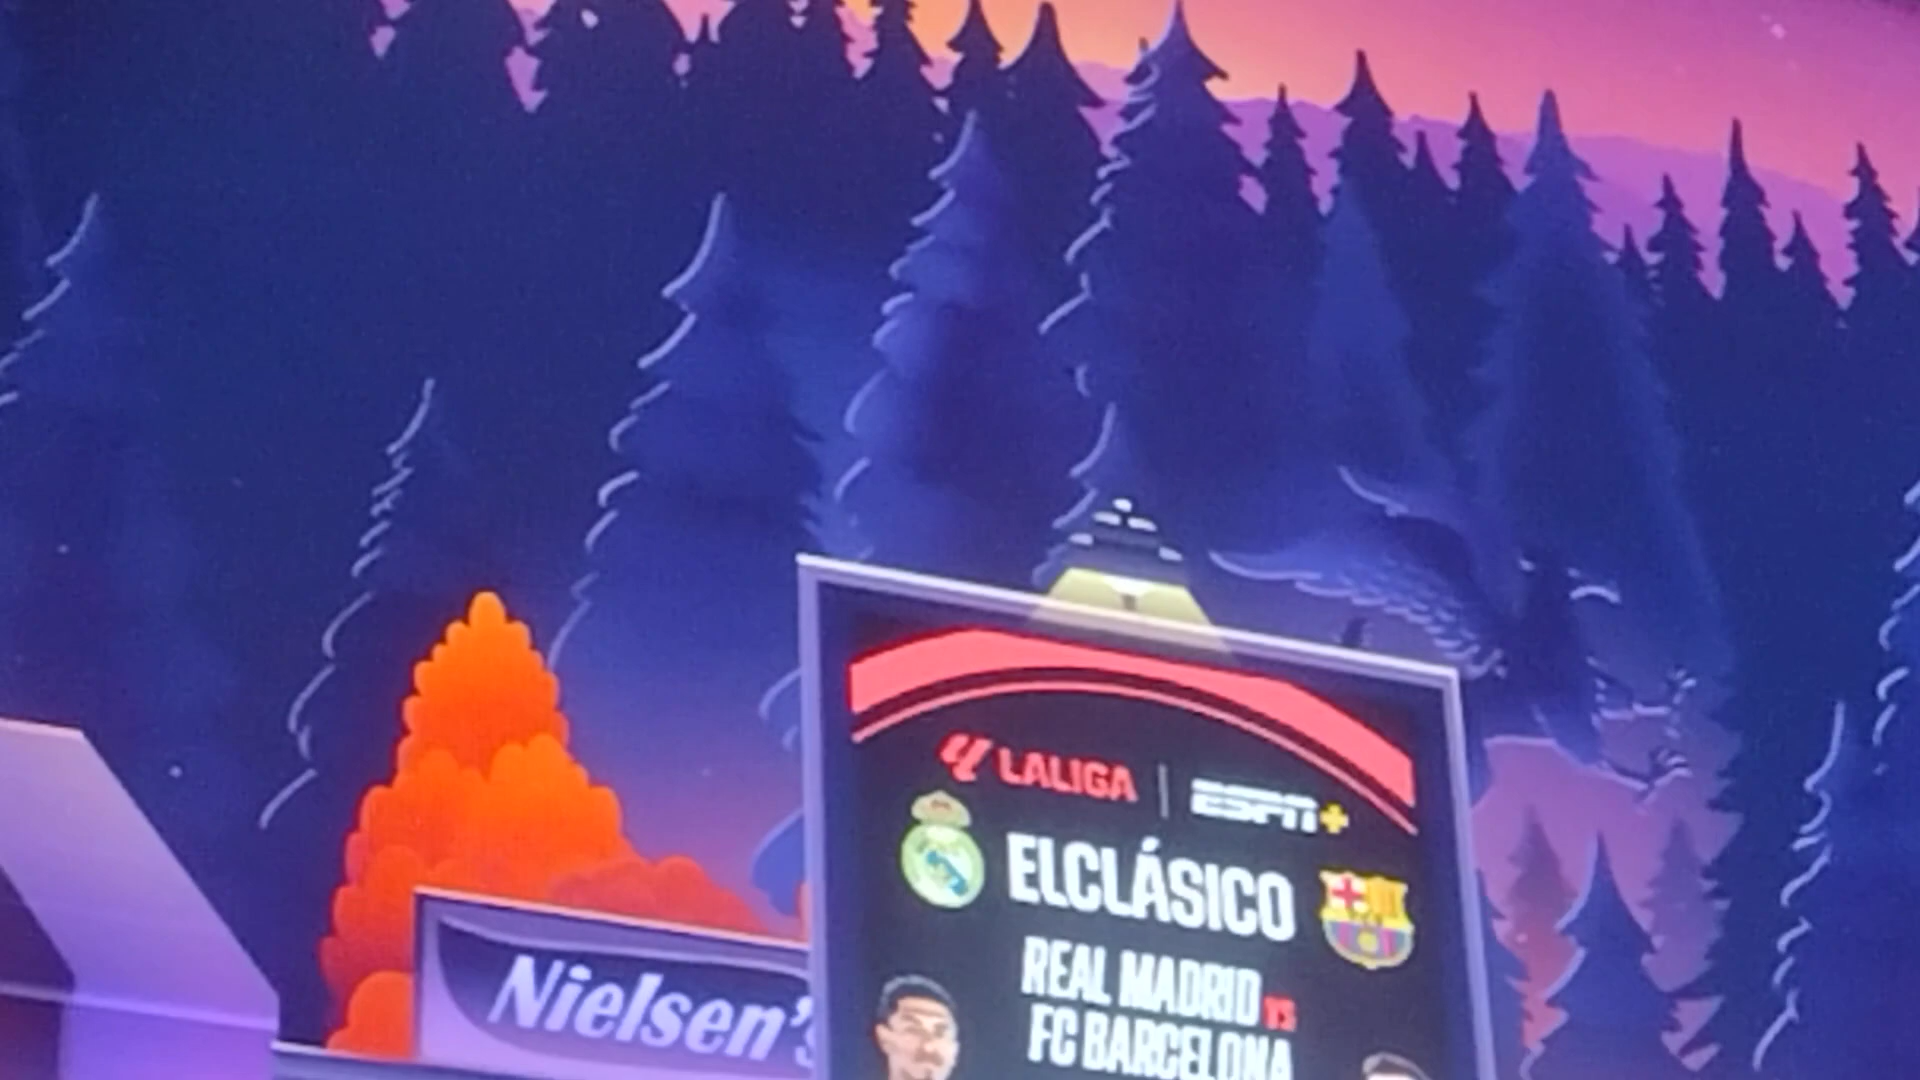 LALIGA | ESPN+
ELCLÁSICO
REAL MADRID VS
FC BARCELONA
Nielsen's